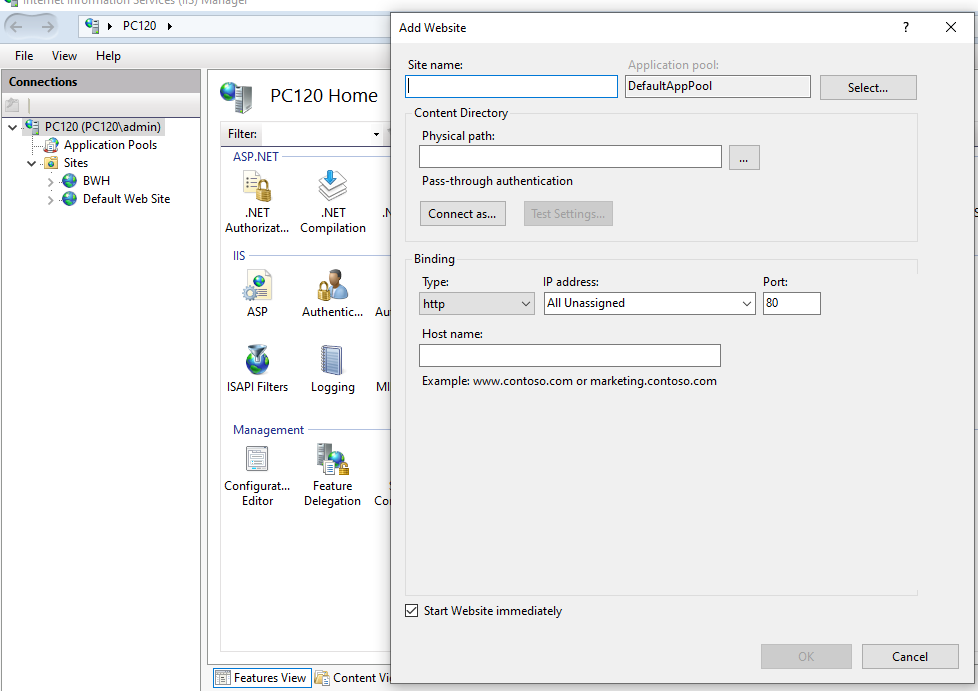 Internet Information Services (IIS) Manager
PC120
File View Help
Connections
PC120 (PC120\admin)
Application Pools
Sites
BWH
Default Web Site
PC120 Home
Filter:
ASP.NET
.NET Authorizat...
.NET Compilation
IIS
ASP
Authentic...
ISAPI Filters
Logging
Management
Configurat... Editor
Feature Delegation
Features View
Content Vi
Add Website
?
Site name:
Application pool:
DefaultAppPool
Select...
Content Directory
Physical path:
...
Pass-through authentication
Connect as...
Test Settings...
Binding
Type:
IP address:
Port:
http
All Unassigned
80
Host name:
Example: www.contoso.com or marketing.contoso.com
Start Website immediately
OK
Cancel